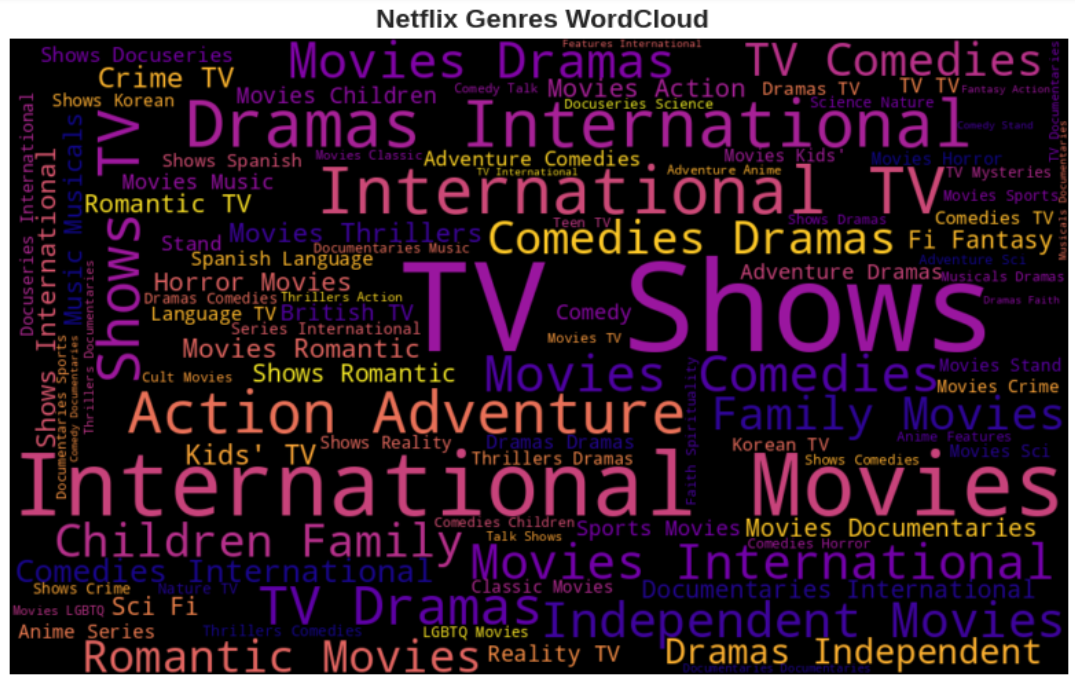 Netflix Genres WordCloud
Shows Docuseries
Movies Dramas
Features International
TV Comedies
Crime TV
Shows Korean
Movies Children
Comedy Talk
Movies Action
Dramas TV
TV TV
Fantasy Action
Docuseries Science
Science Nature
TV Documentaries
Dramas International
Comedy Stand
Docuseries International
Shows International
Music Musicals
Shows TV
Shows Spanish
Movies Classic
Adventure Comedies
Movies Kids'
Movies Horror
Musicals Documentaries
Movies Music
TV International
Adventure Anime
TV Mysteries
International TV
Romantic TV
Movies Sports
Teen TV
Shows Dramas
Comedies TV
Stand
Movies Thrillers
Documentaries Music
Comedies Dramas
Fi Fantasy
Spanish Language
Adventure Sci
Horror Movies
TV Shows
Adventure Dramas
Musicals Dramas
Dramas Comedies
Thrillers Action
Dramas Faith
Language TV
British TV
Comedy
Series International
Movies TV
Thrillers Documentaries
Documentaries Sports
Comedy Documentaries
Movies Romantic
Cult Movies
Shows Romantic
Movies Comedies
Movies Stand
Movies Crime
Action Adventure
Faith Spirituality
Family Movies
Kids' TV
Shows Reality
Dramas Dramas
Korean TV
Anime Features
Movies Sci
Thrillers Dramas
Shows Comedies
International Movies
Children Family
Comedies Children
Sports Movies
Movies Documentaries
Talk Shows
Comedies Horror
Comedies International
Movies International
Shows Crime
Nature TV
Classic Movies
Documentaries International
Movies LGBTQ
Sci Fi
TV Dramas
Independent Movies
Anime Series
Thrillers Comedies
LGBTQ Movies
Romantic Movies
Reality TV
Dramas Independent
Documentaries Documentaries